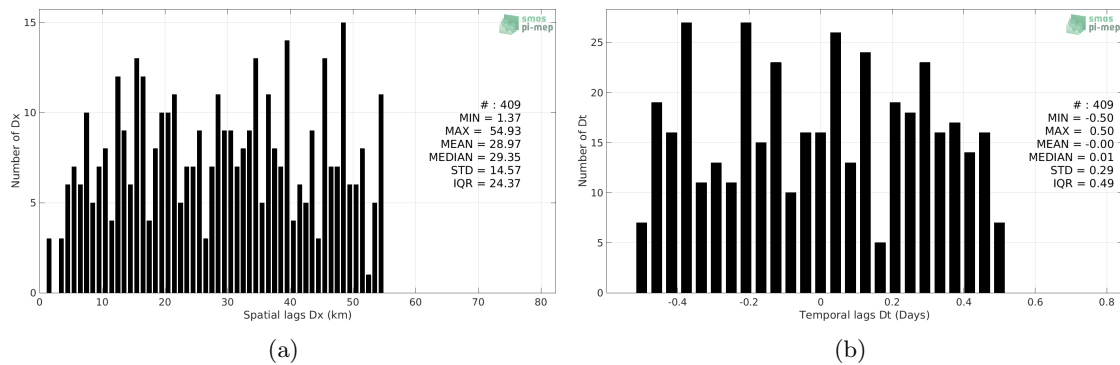 smos
pi-mep
15
10
5
0
Number of Dx
# : 409
MIN = 1.37
MAX = 54.93
MEAN = 28.97
MEDIAN = 29.35
STD = 14.57
IQR = 24.37
0 10 20 30 40 50 60 70 80
Spatial lags Dx (km)
(a)
smos
pi-mep
25
20
15
10
5
0
Number of Dt
# : 409
MIN = -0.50
MAX = 0.50
MEAN = -0.00
MEDIAN = 0.01
STD = 0.29
IQR = 0.49
-0.4 -0.2 0 0.2 0.4 0.6 0.8
Temporal lags Dt (Days)
(b)